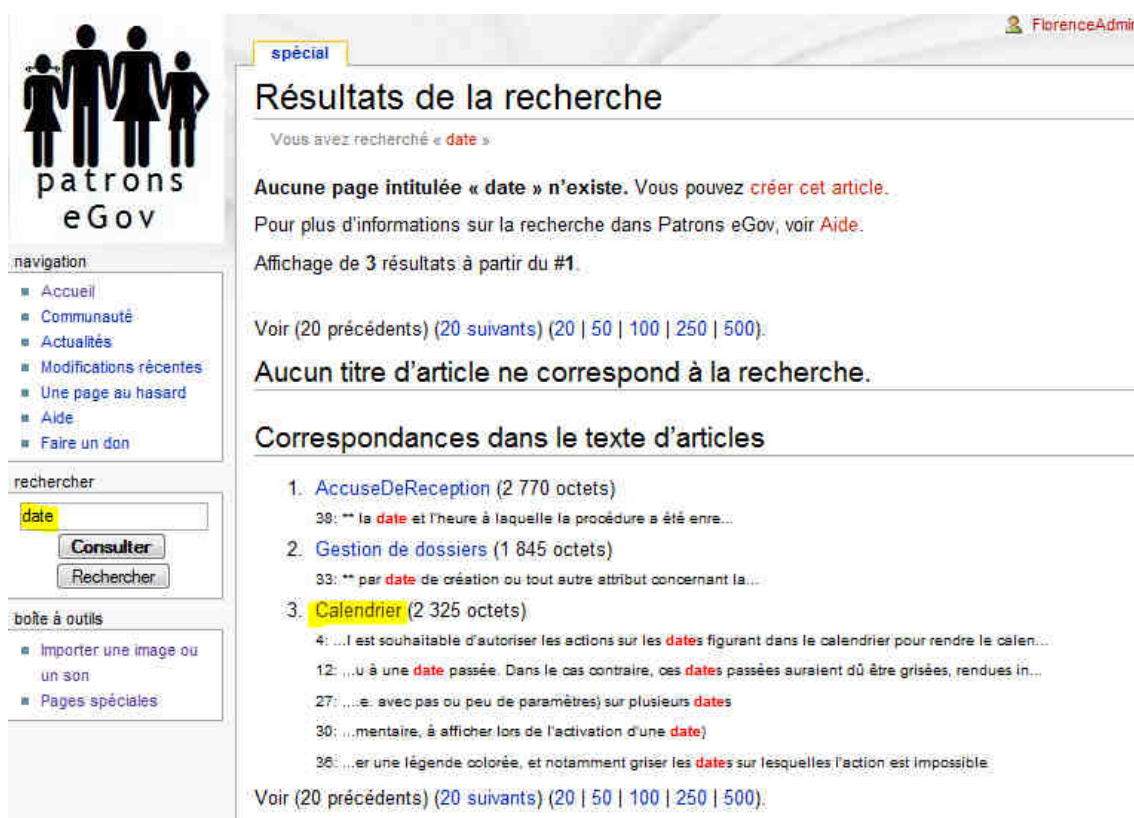 FlorenceAdmin
patrons
eGov
navigation
Accueil
Communauté
Actualités
Modifications récentes
Une page au hasard
Aide
Faire un don
rechercher
date
Consulter
Rechercher
boîte à outils
Importer une image ou
un son
Pages spéciales
spécial
Résultats de la recherche
Vous avez recherché « date »
Aucune page intitulée « date » n'existe. Vous pouvez créer cet article.
Pour plus d'informations sur la recherche dans Patrons eGov, voir Aide.
Affichage de 3 résultats à partir du #1.
Voir (20 précédents) (20 suivants) (20 | 50 | 100 | 250 | 500).
Aucun titre d'article ne correspond à la recherche.
Correspondances dans le texte d'articles
1. AccuseDeReception (2 770 octets)
38: ** la date et l'heure à laquelle la procédure a été enre...
2. Gestion de dossiers (1 845 octets)
33: ** par date de création ou tout autre attribut concernant la...
3. Calendrier (2 325 octets)
4: ...l est souhaitable d'autoriser les actions sur les dates figurant dans le calendrier pour rendre le calen...
12: ...u à une date passée. Dans le cas contraire, ces dates passées auraient dû être grisées, rendues in...
27: ....e. avec pas ou peu de paramètres) sur plusieurs dates
30: ...mentaire, à afficher lors de l'activation d'une date)
36: ...er une légende colorée, et notamment griser les dates sur lesquelles l'action est impossible
Voir (20 précédents) (20 suivants) (20 | 50 | 100 | 250 | 500).